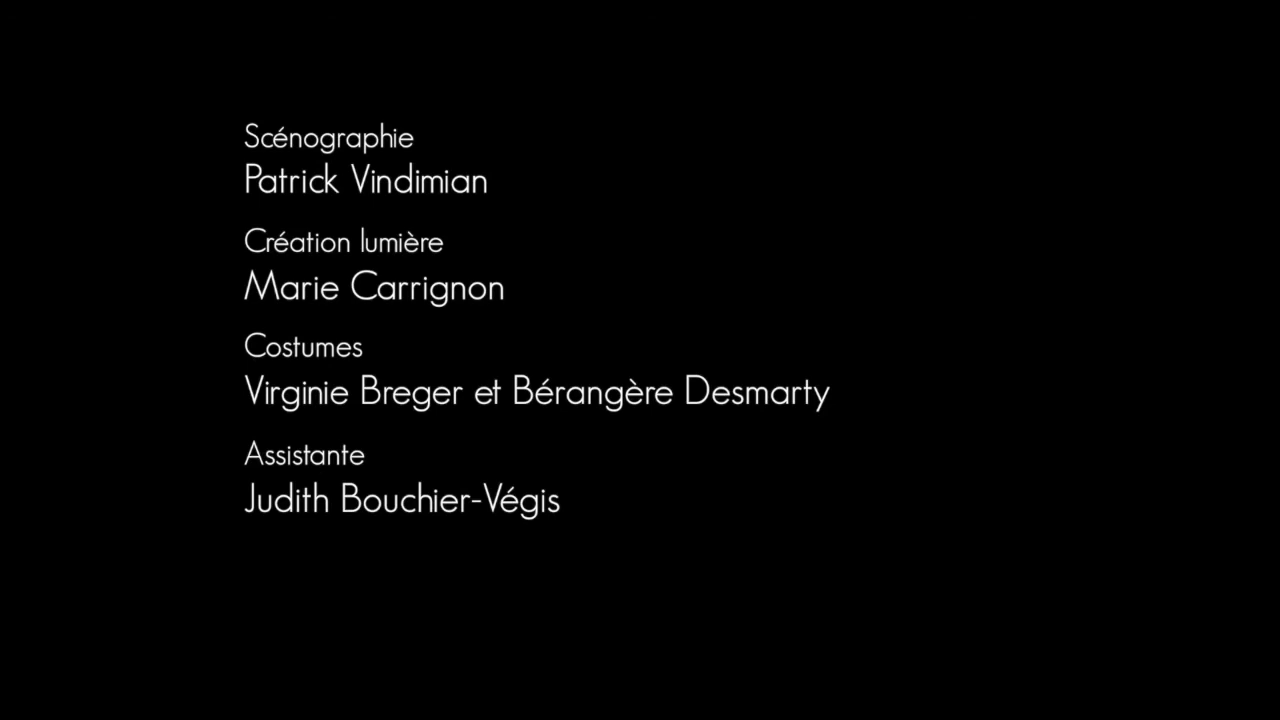 Scénographie
Patrick Vindimian
Création lumière
Marie Carrignon
Costumes
Virginie Breger et Bérangère Desmarty
Assistante
Judith Bouchier-Végis